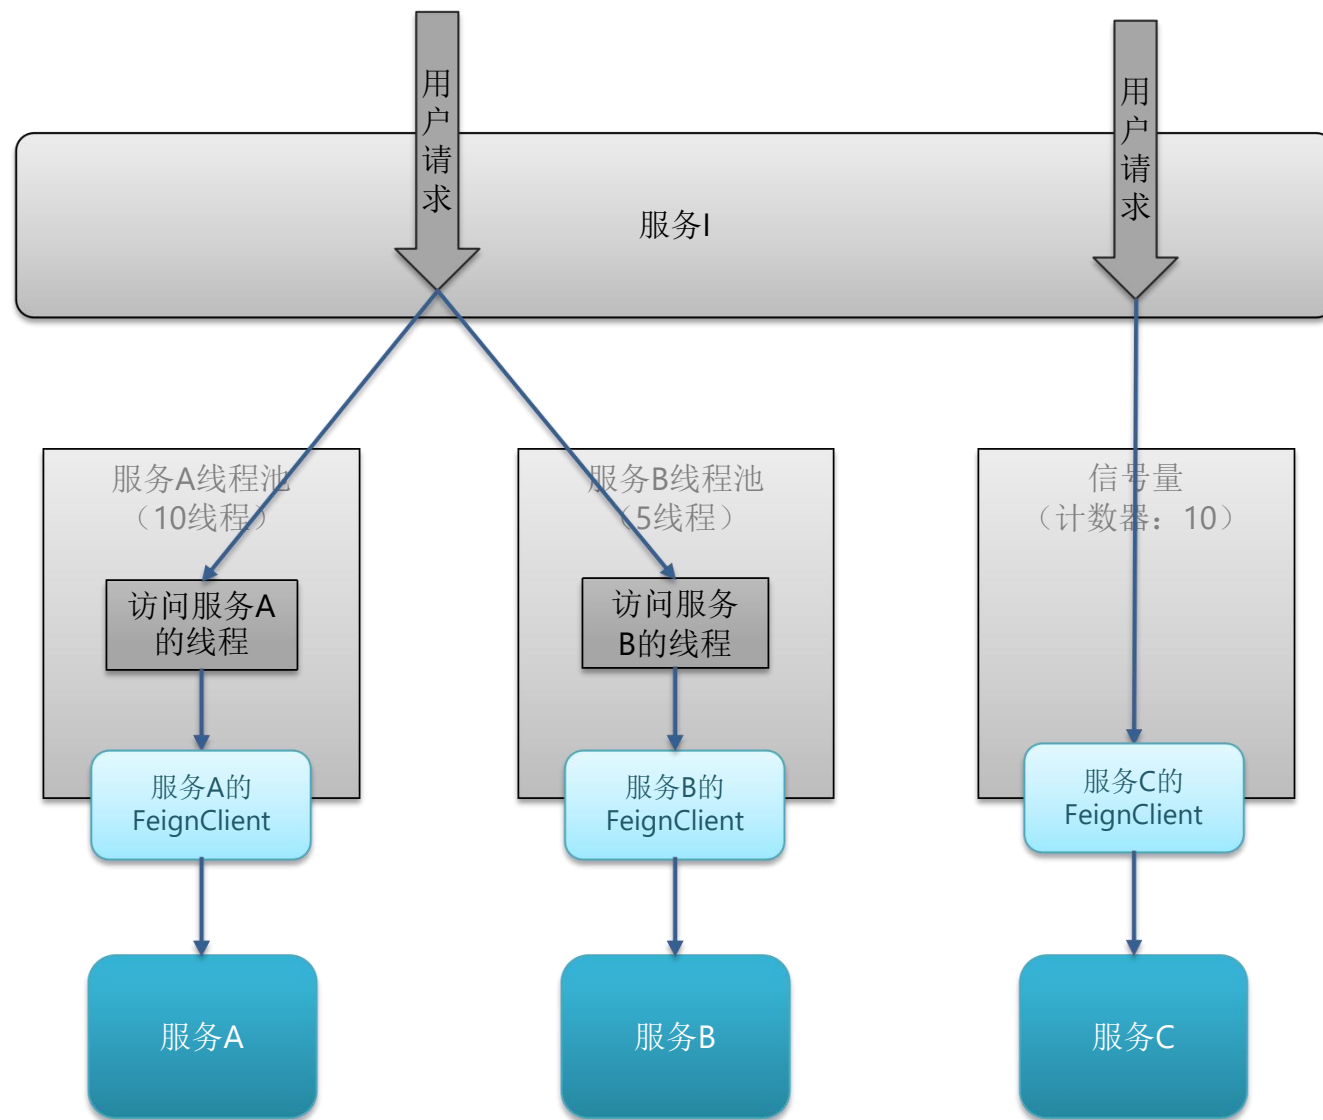 用户请求
用户请求
服务I
服务A线程池
（10线程）
服务B线程池
（5线程）
信号量
（计数器：10）
访问服务A
的线程
访问服务
B的线程
服务A的
FeignClient
服务B的
FeignClient
服务C的
FeignClient
服务A
服务B
服务C